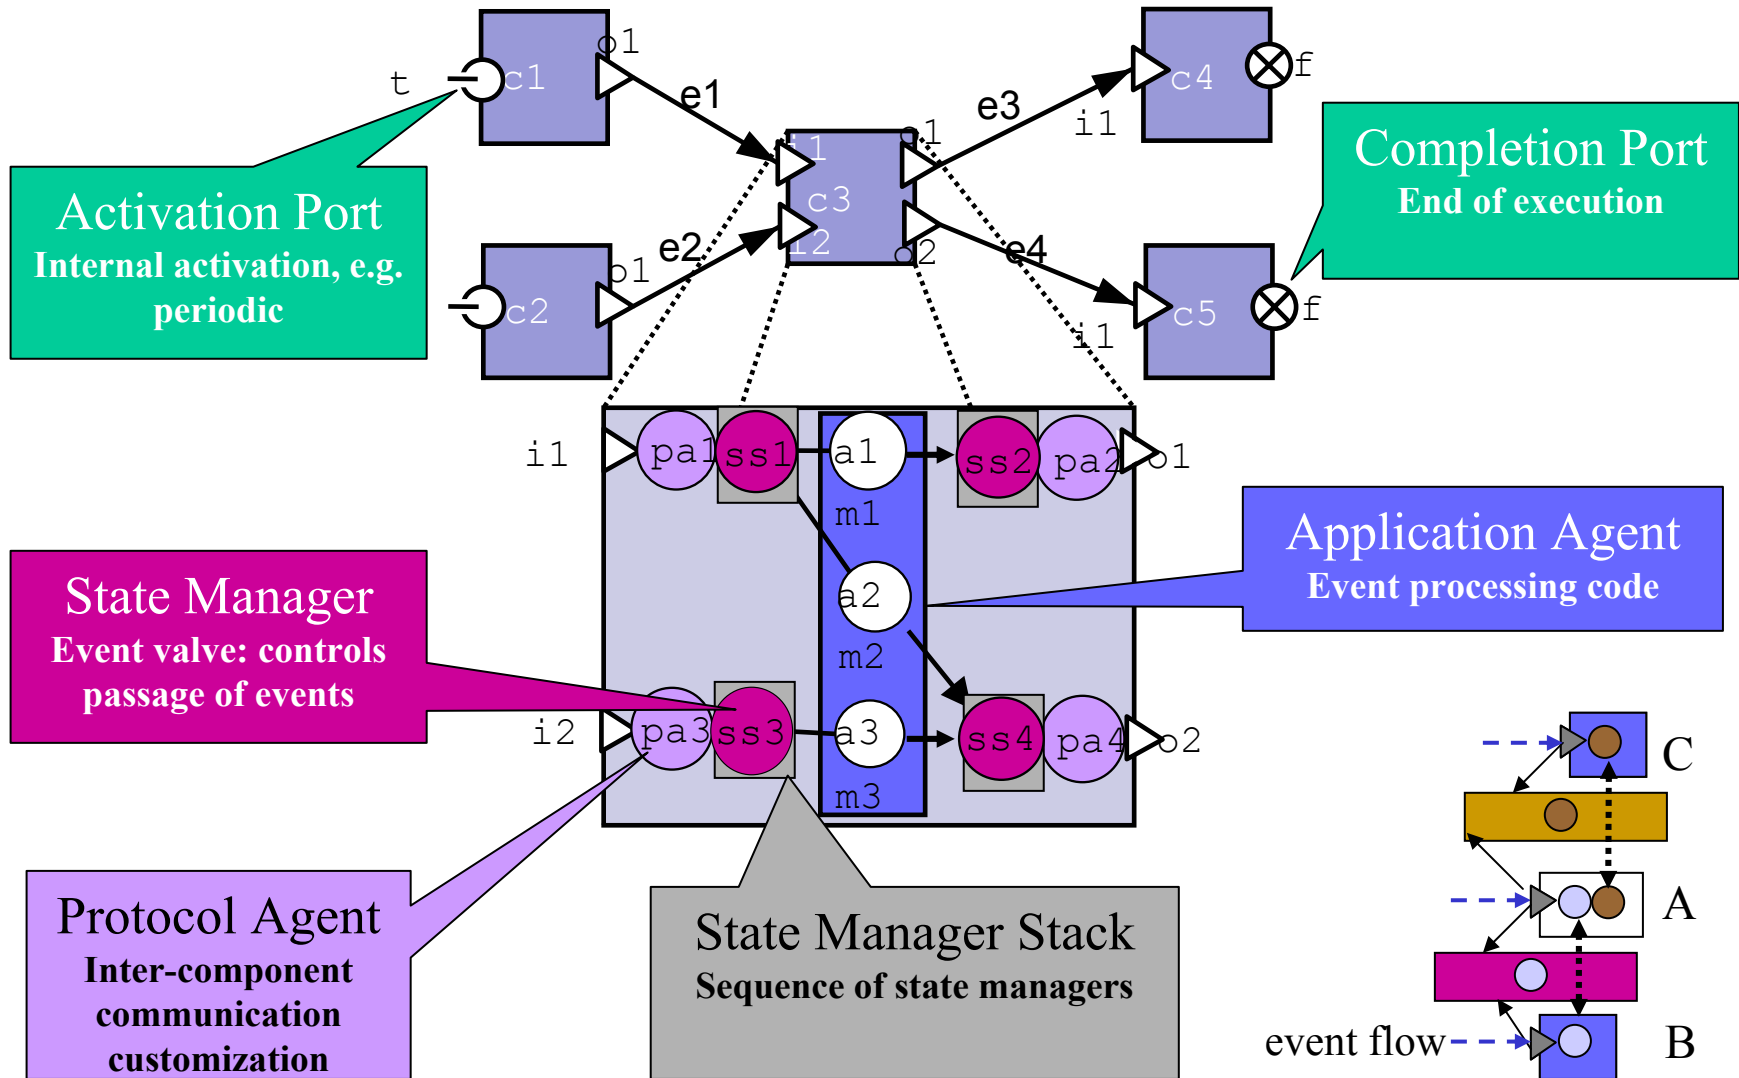 o1
t
c1
e1
e3
c4
f
i1
Activation Port
Internal activation, e.g.
periodic
i1
o1
c3
i2
o2
Completion Port
End of execution
e2
o1
c2
e4
i1
c5
f
i1
pa1
ss1
a1
ss2
pa2
o1
m1
a2
m2
i2
pa3
ss3
a3
ss4
pa4
o2
m3
State Manager
Event valve: controls
passage of events
Application Agent
Event processing code
Protocol Agent
Inter-component
communication
customization
State Manager Stack
Sequence of state managers
C
A
event flow
B